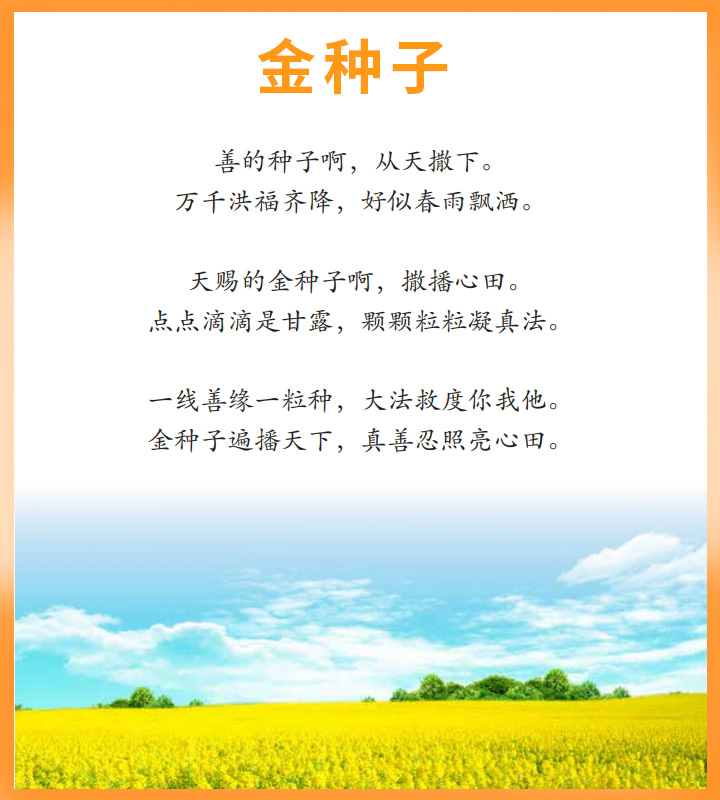 金种子
善的种子啊，从天撒下。
万千洪福齐降，好似春雨飘洒。
天赐的金种子啊，撒播心田。
点点滴滴是甘露，颗颗粒粒凝真法。
一线善缘一粒种，大法救度你我他。
金种子遍播天下，真善忍照亮心田。